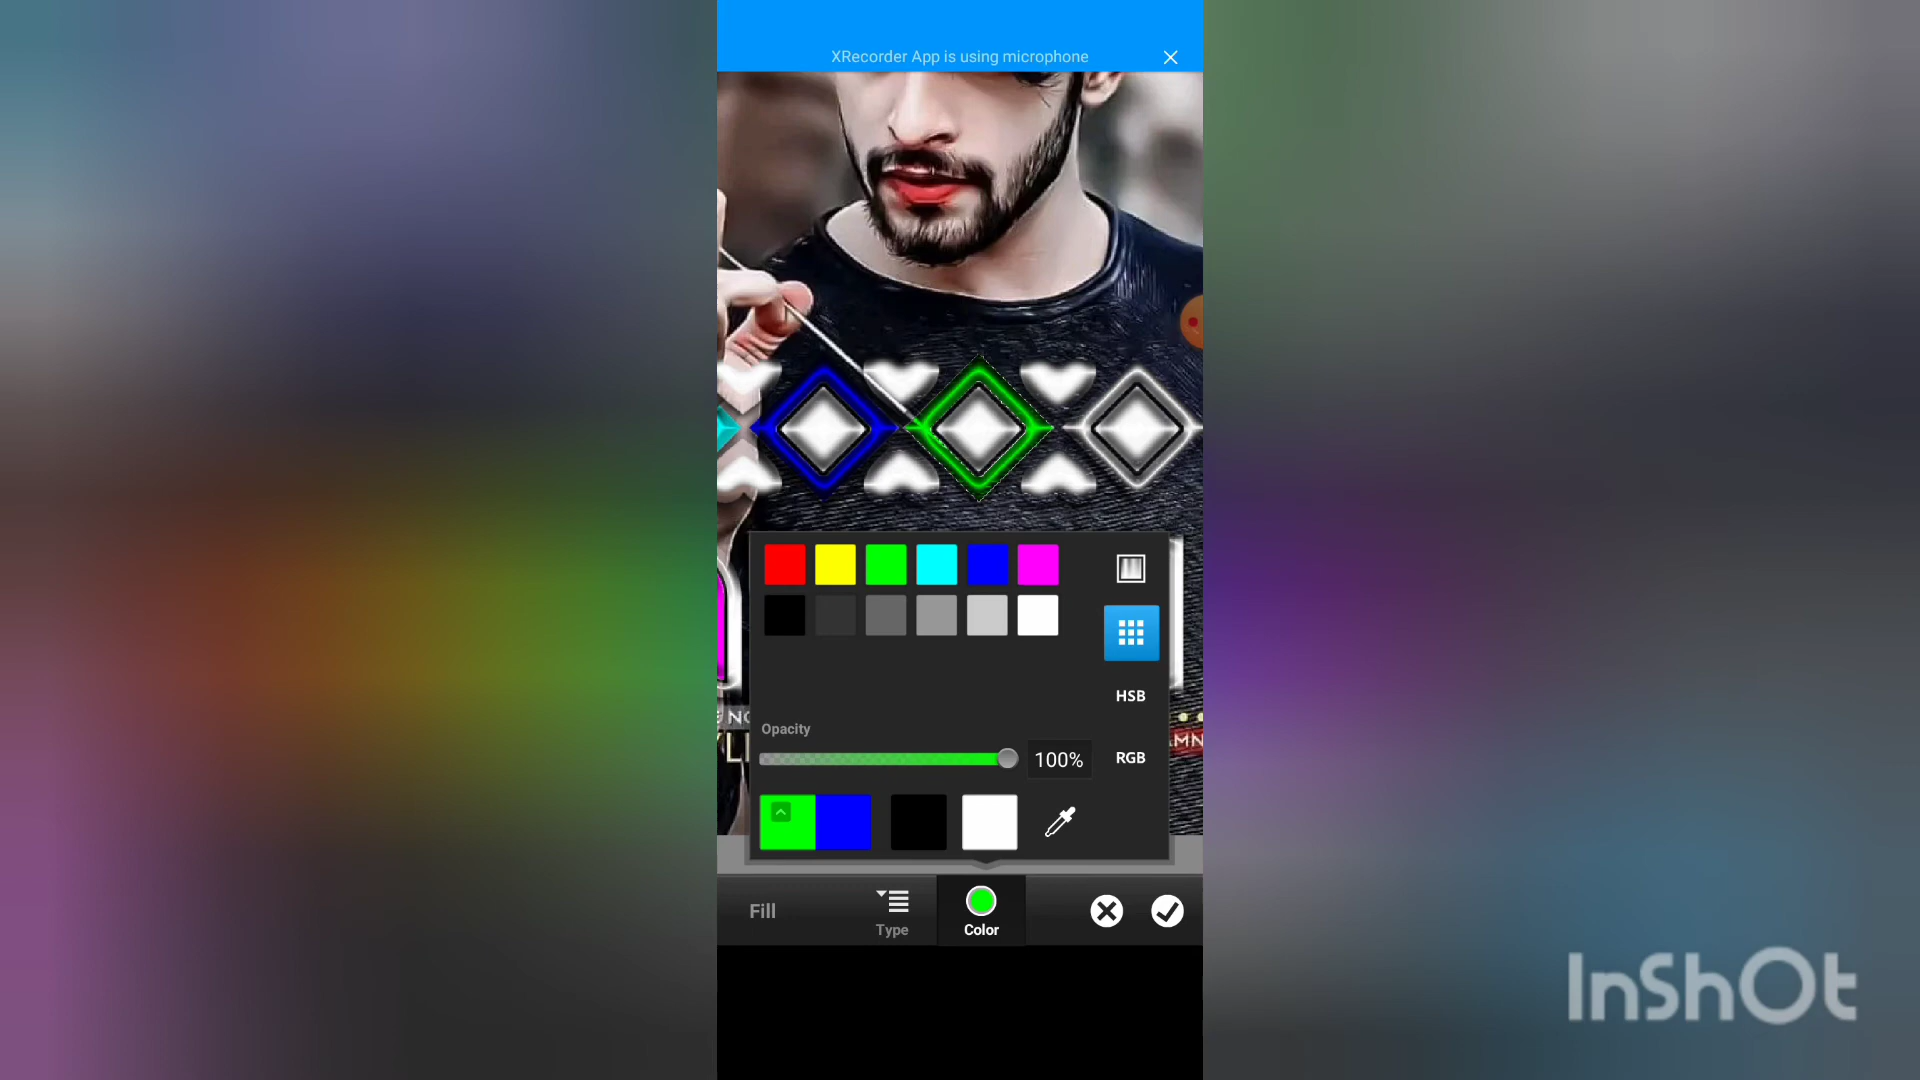 XRecorder App is using microphone
HSB
Opacity
100%
RGB
Fill
Type
Color
InShOt